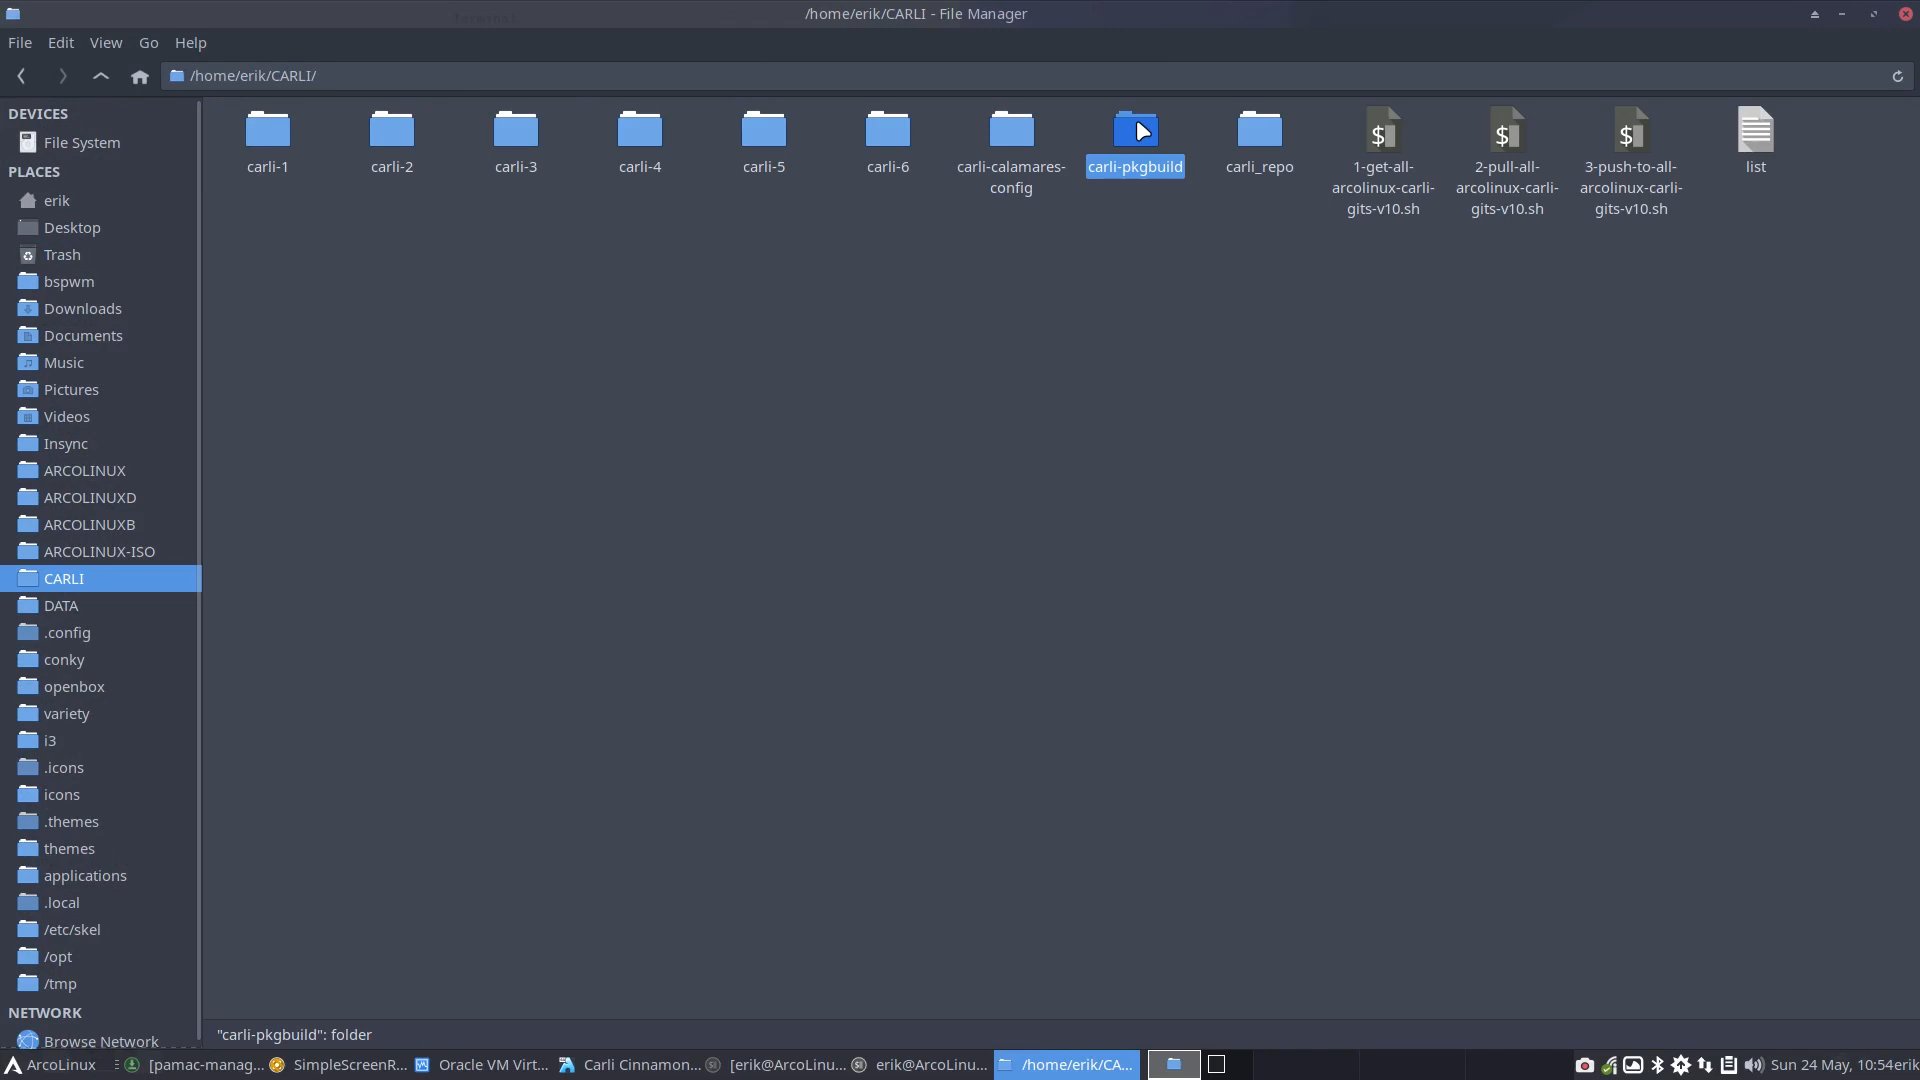 /home/erik/CARLI - File Manager
File Edit View Go Help
/home/erik/CARLI/
DEVICES
File System
PLACES
erik
Desktop
Trash
bspwm
Downloads
Documents
Music
Pictures
Videos
Insync
ARCOLINUX
ARCOLINUXD
ARCOLINUXB
ARCOLINUX-ISO
CARLI
DATA
.config
conky
openbox
variety
i3
.icons
icons
.themes
themes
applications
.local
/etc/skel
/opt
/tmp
NETWORK
Browse Network
carli-1
carli-2
carli-3
carli-4
carli-5
carli-6
carli-calamares-
config
carli-pkgbuild
carli_repo
1-get-all-
arcolinux-carli-
gits-v10.sh
2-pull-all-
arcolinux-carli-
gits-v10.sh
3-push-to-all-
arcolinux-carli-
gits-v10.sh
list
"carli-pkgbuild": folder
ArcoLinux [pamac-manag... SimpleScreenR... Oracle VM Virt... Carli Cinnamon... [erik@ArcoLinu... erik@ArcoLinu... /home/erik/CA... Sun 24 May, 10:54 erik